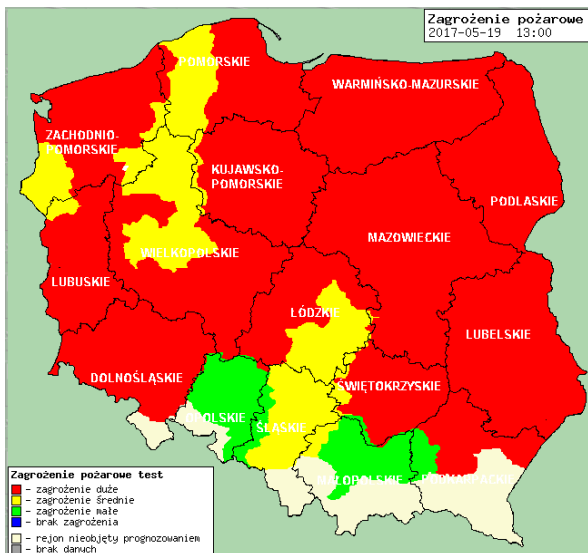 Zagrożenie pożarowe
2017-05-19 13:00
POMORSKIE
WARMIŃSKO-MAZURSKIE
ZACHODNIO-
POMORSKIE
KUJAWSKO-
POMORSKIE
PODLASKIE
MAZOWIECKIE
WIELKOPOLSKIE
LUBUSKIE
ŁÓDZKIE
LUBELSKIE
DOLNOŚLĄSKIE
ŚWIĘTOKRZYSKIE
OPOLSKIE
ŚLĄSKIE
MAŁOPOLSKIE
PODKARPACKIE
Zagrożenie pożarowe test
- zagrożenie duże
- zagrożenie średnie
- zagrożenie małe
- brak zagrożenia
- rejon nieobjęty prognozowaniem
- brak danych